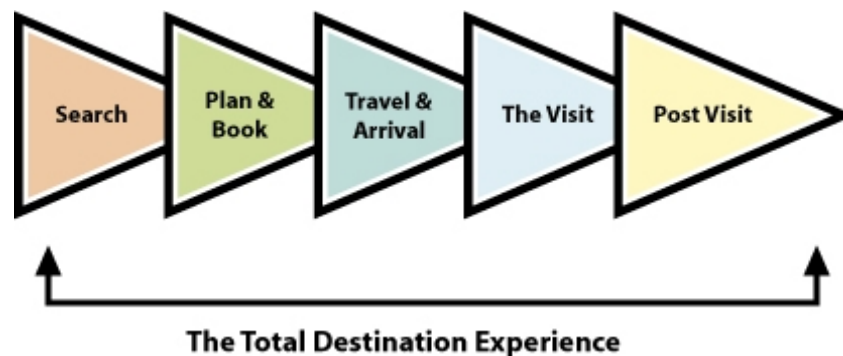 Search
Plan &
Book
Travel &
Arrival
The Visit
Post Visit
The Total Destination Experience